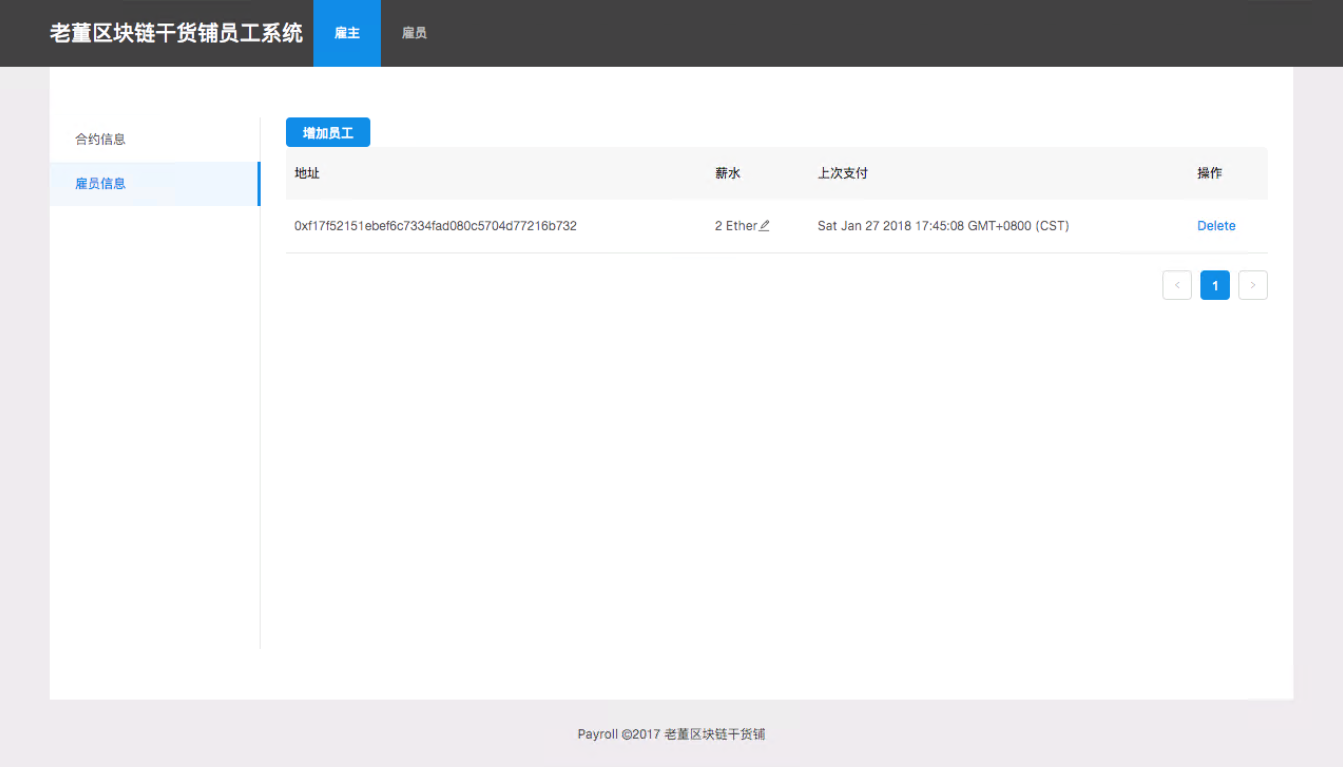 老董区块链干货铺员工系统 雇主 雇员
合约信息
雇员信息
增加员工
地址 薪水 上次支付 操作
0xf17f52151ebef6c7334fad080c5704d77216b732 2 Ether Sat Jan 27 2018 17:45:08 GMT+0800 (CST) Delete
< 1 >
Payroll ©2017 老董区块链干货铺